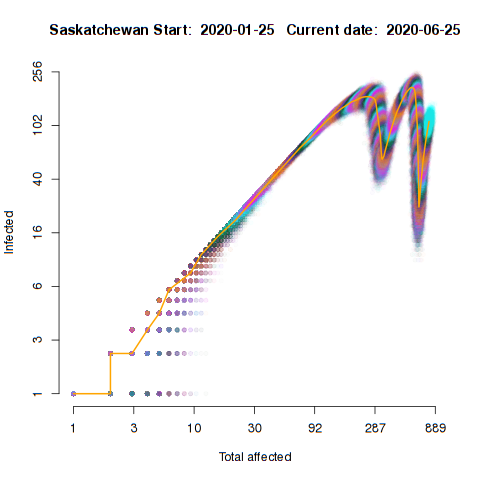 Saskatchewan Start: 2020-01-25 Current date: 2020-06-25
256
102
40
16
6
3
1
Infected
1 3 10 30 92 287 889
Total affected